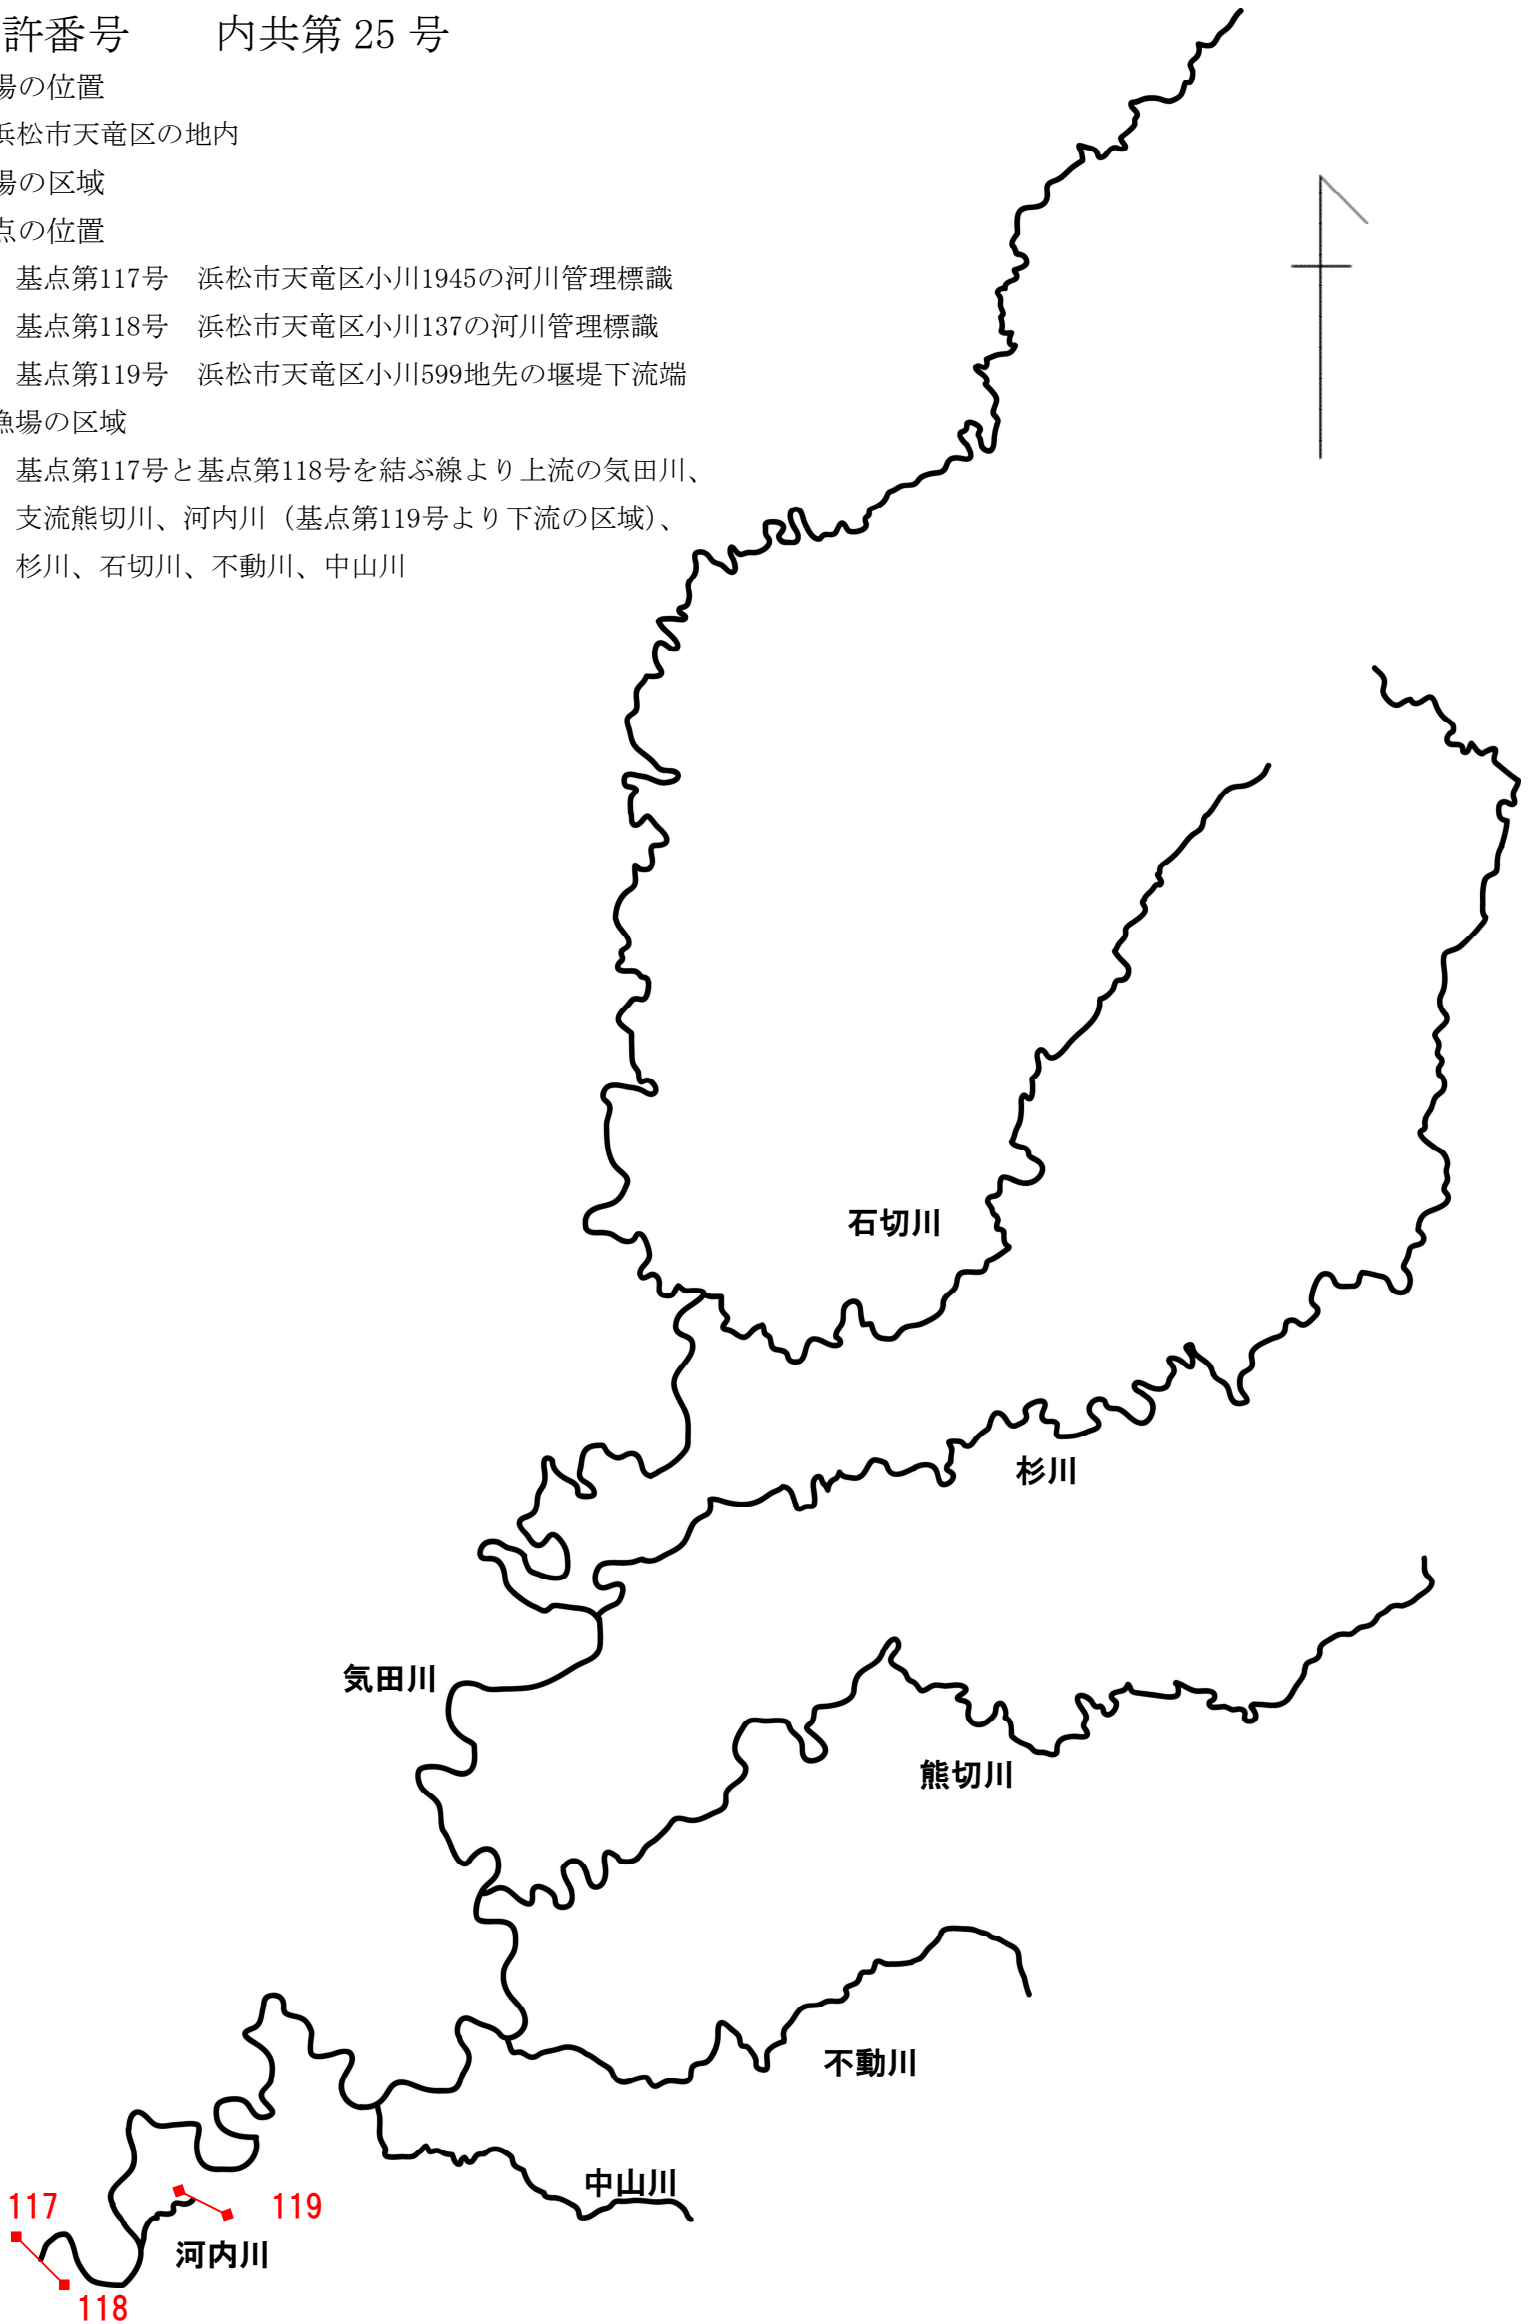 許番号　　内共第 25 号
場の位置
浜松市天竜区の地内
場の区域
点の位置
基点第117号　浜松市天竜区小川1945の河川管理標識
基点第118号　浜松市天竜区小川137の河川管理標識
基点第119号　浜松市天竜区小川599地先の堰堤下流端
漁場の区域
基点第117号と基点第118号を結ぶ線より上流の気田川、
支流熊切川、河内川（基点第119号より下流の区域）、
杉川、石切川、不動川、中山川
石切川
杉川
気田川
熊切川
不動川
中山川
117
119
河内川
118